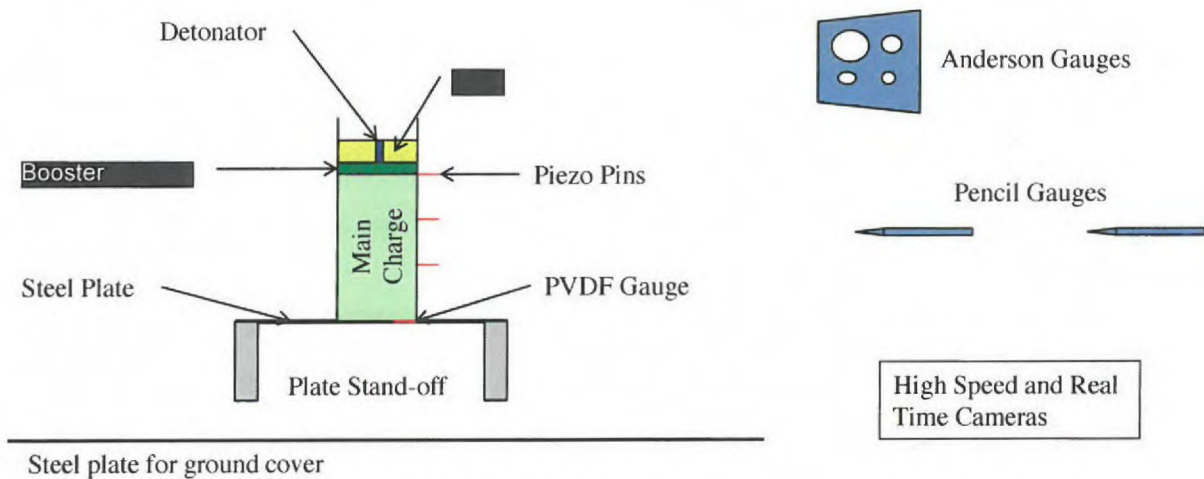 Detonator
Anderson Gauges
Booster
Piezo Pins
Pencil Gauges
Main
Charge
Steel Plate
PVDF Gauge
Plate Stand-off
High Speed and Real
Time Cameras
Steel plate for ground cover